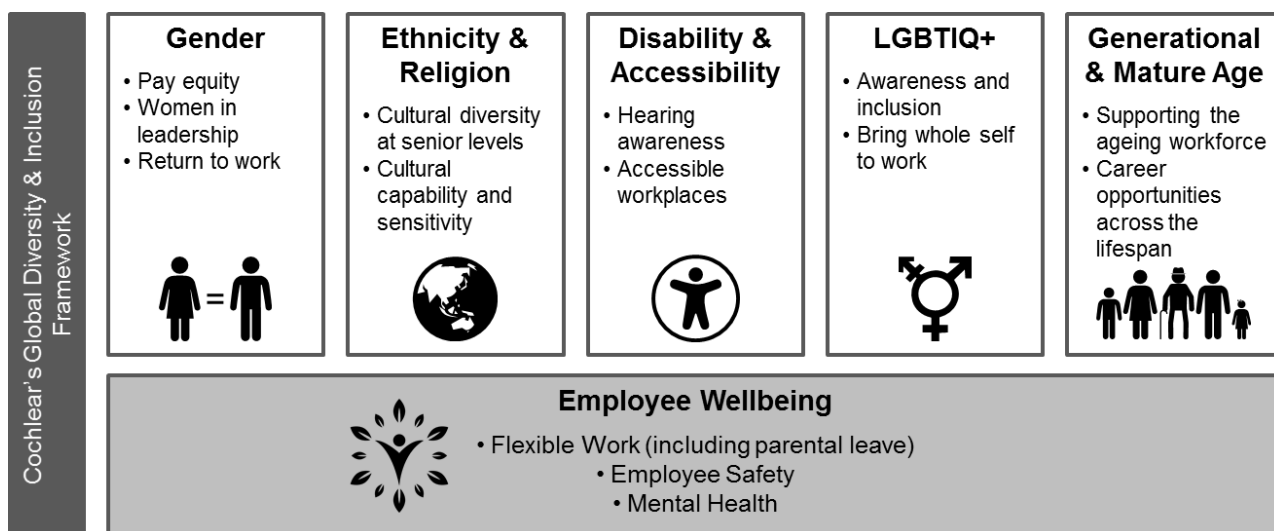 Cochlear's Global Diversity & Inclusion
Framework
Gender
• Pay equity
• Women in
leadership
• Return to work
=
Ethnicity &
Religion
• Cultural diversity
at senior levels
• Cultural
capability and
sensitivity
Disability &
Accessibility
• Hearing
awareness
• Accessible
workplaces
LGBTIQ+
• Awareness and
inclusion
• Bring whole self
to work
Generational
& Mature Age
• Supporting the
ageing workforce
• Career
opportunities
across the
lifespan
Employee Wellbeing
• Flexible Work (including parental leave)
• Employee Safety
• Mental Health